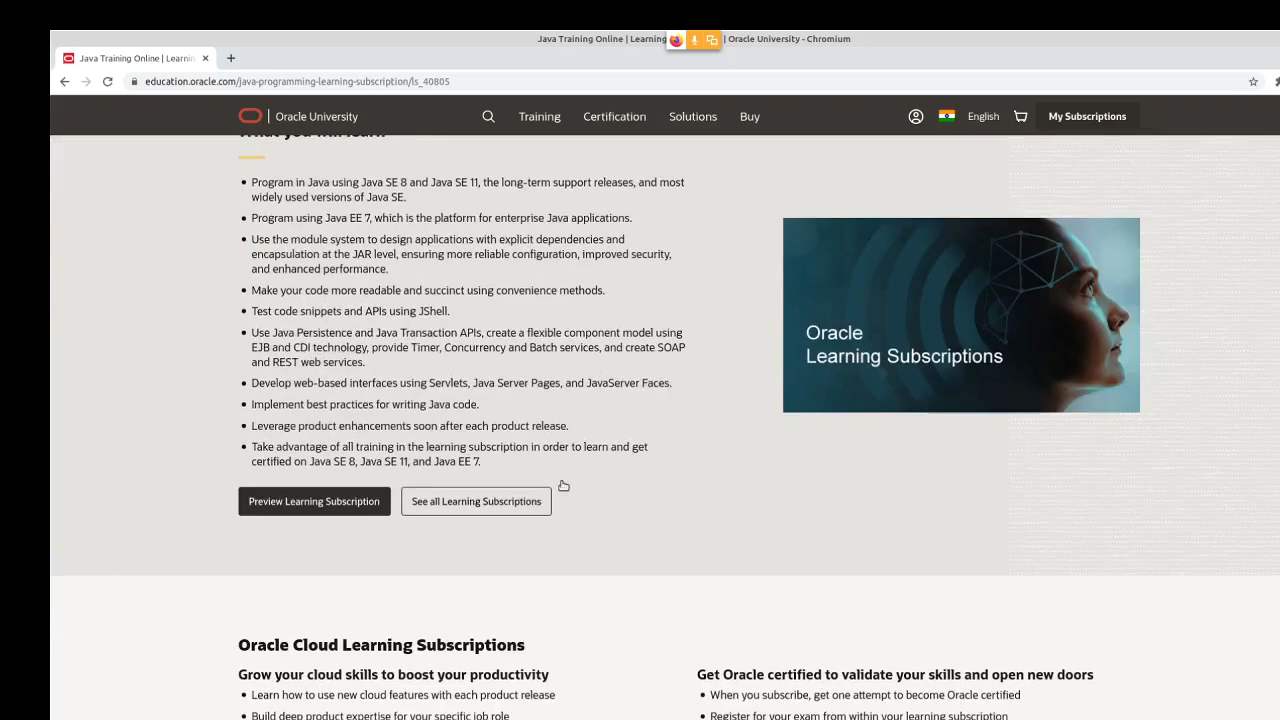 Java Training Online | Learning | Oracle University - Chromium
Java Training Online | Learnin
education.oracle.com/java-programming-learning-subscription/ls_40805
Oracle University
Training
Certification
Solutions
Buy
English
My Subscriptions
What you will learn
• Program in Java using Java SE 8 and Java SE 11, the long-term support releases, and most
widely used versions of Java SE.
• Program using Java EE 7, which is the platform for enterprise Java applications.
• Use the module system to design applications with explicit dependencies and
encapsulation at the JAR level, ensuring more reliable configuration, improved security,
and enhanced performance.
• Make your code more readable and succinct using convenience methods.
• Test code snippets and APIs using JShell.
• Use Java Persistence and Java Transaction APIs, create a flexible component model using
EJB and CDI technology, provide Timer, Concurrency and Batch services, and create SOAP
and REST web services.
• Develop web-based interfaces using Servlets, Java Server Pages, and JavaServer Faces.
• Implement best practices for writing Java code.
• Leverage product enhancements soon after each product release.
• Take advantage of all training in the learning subscription in order to learn and get
certified on Java SE 8, Java SE 11, and Java EE 7.
Preview Learning Subscription
See all Learning Subscriptions
Oracle
Learning Subscriptions
Oracle Cloud Learning Subscriptions
Grow your cloud skills to boost your productivity
• Learn how to use new cloud features with each product release
• Build deep product expertise for your specific job role
Get Oracle certified to validate your skills and open new doors
• When you subscribe, get one attempt to become Oracle certified
• Register for your exam from within your learning subscription